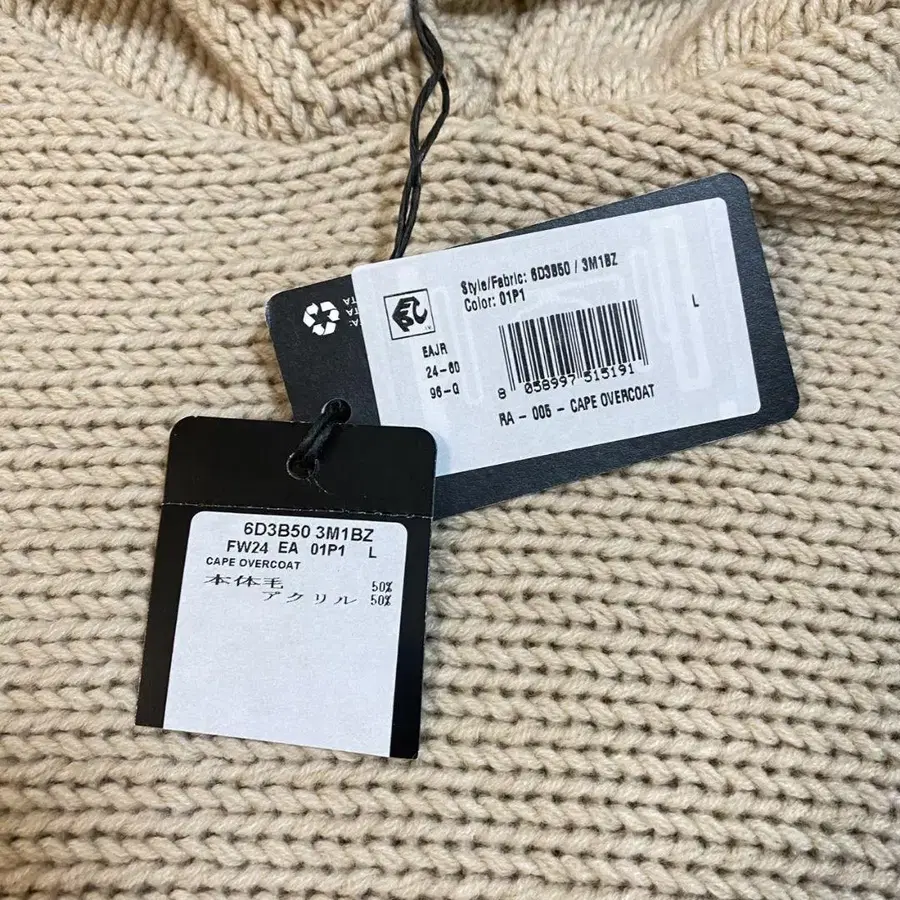 Style/Fabric: 6D3B50 / 3M1BZ
Color: 01P1
L
EAJR
24-60
96-G
8 058997 515191
RA - 005 - CAPE OVERCOAT
6D3B50 3M1BZ
FW24 EA 01P1 L
CAPE OVERCOAT
本体毛 50%
アクリル 50%